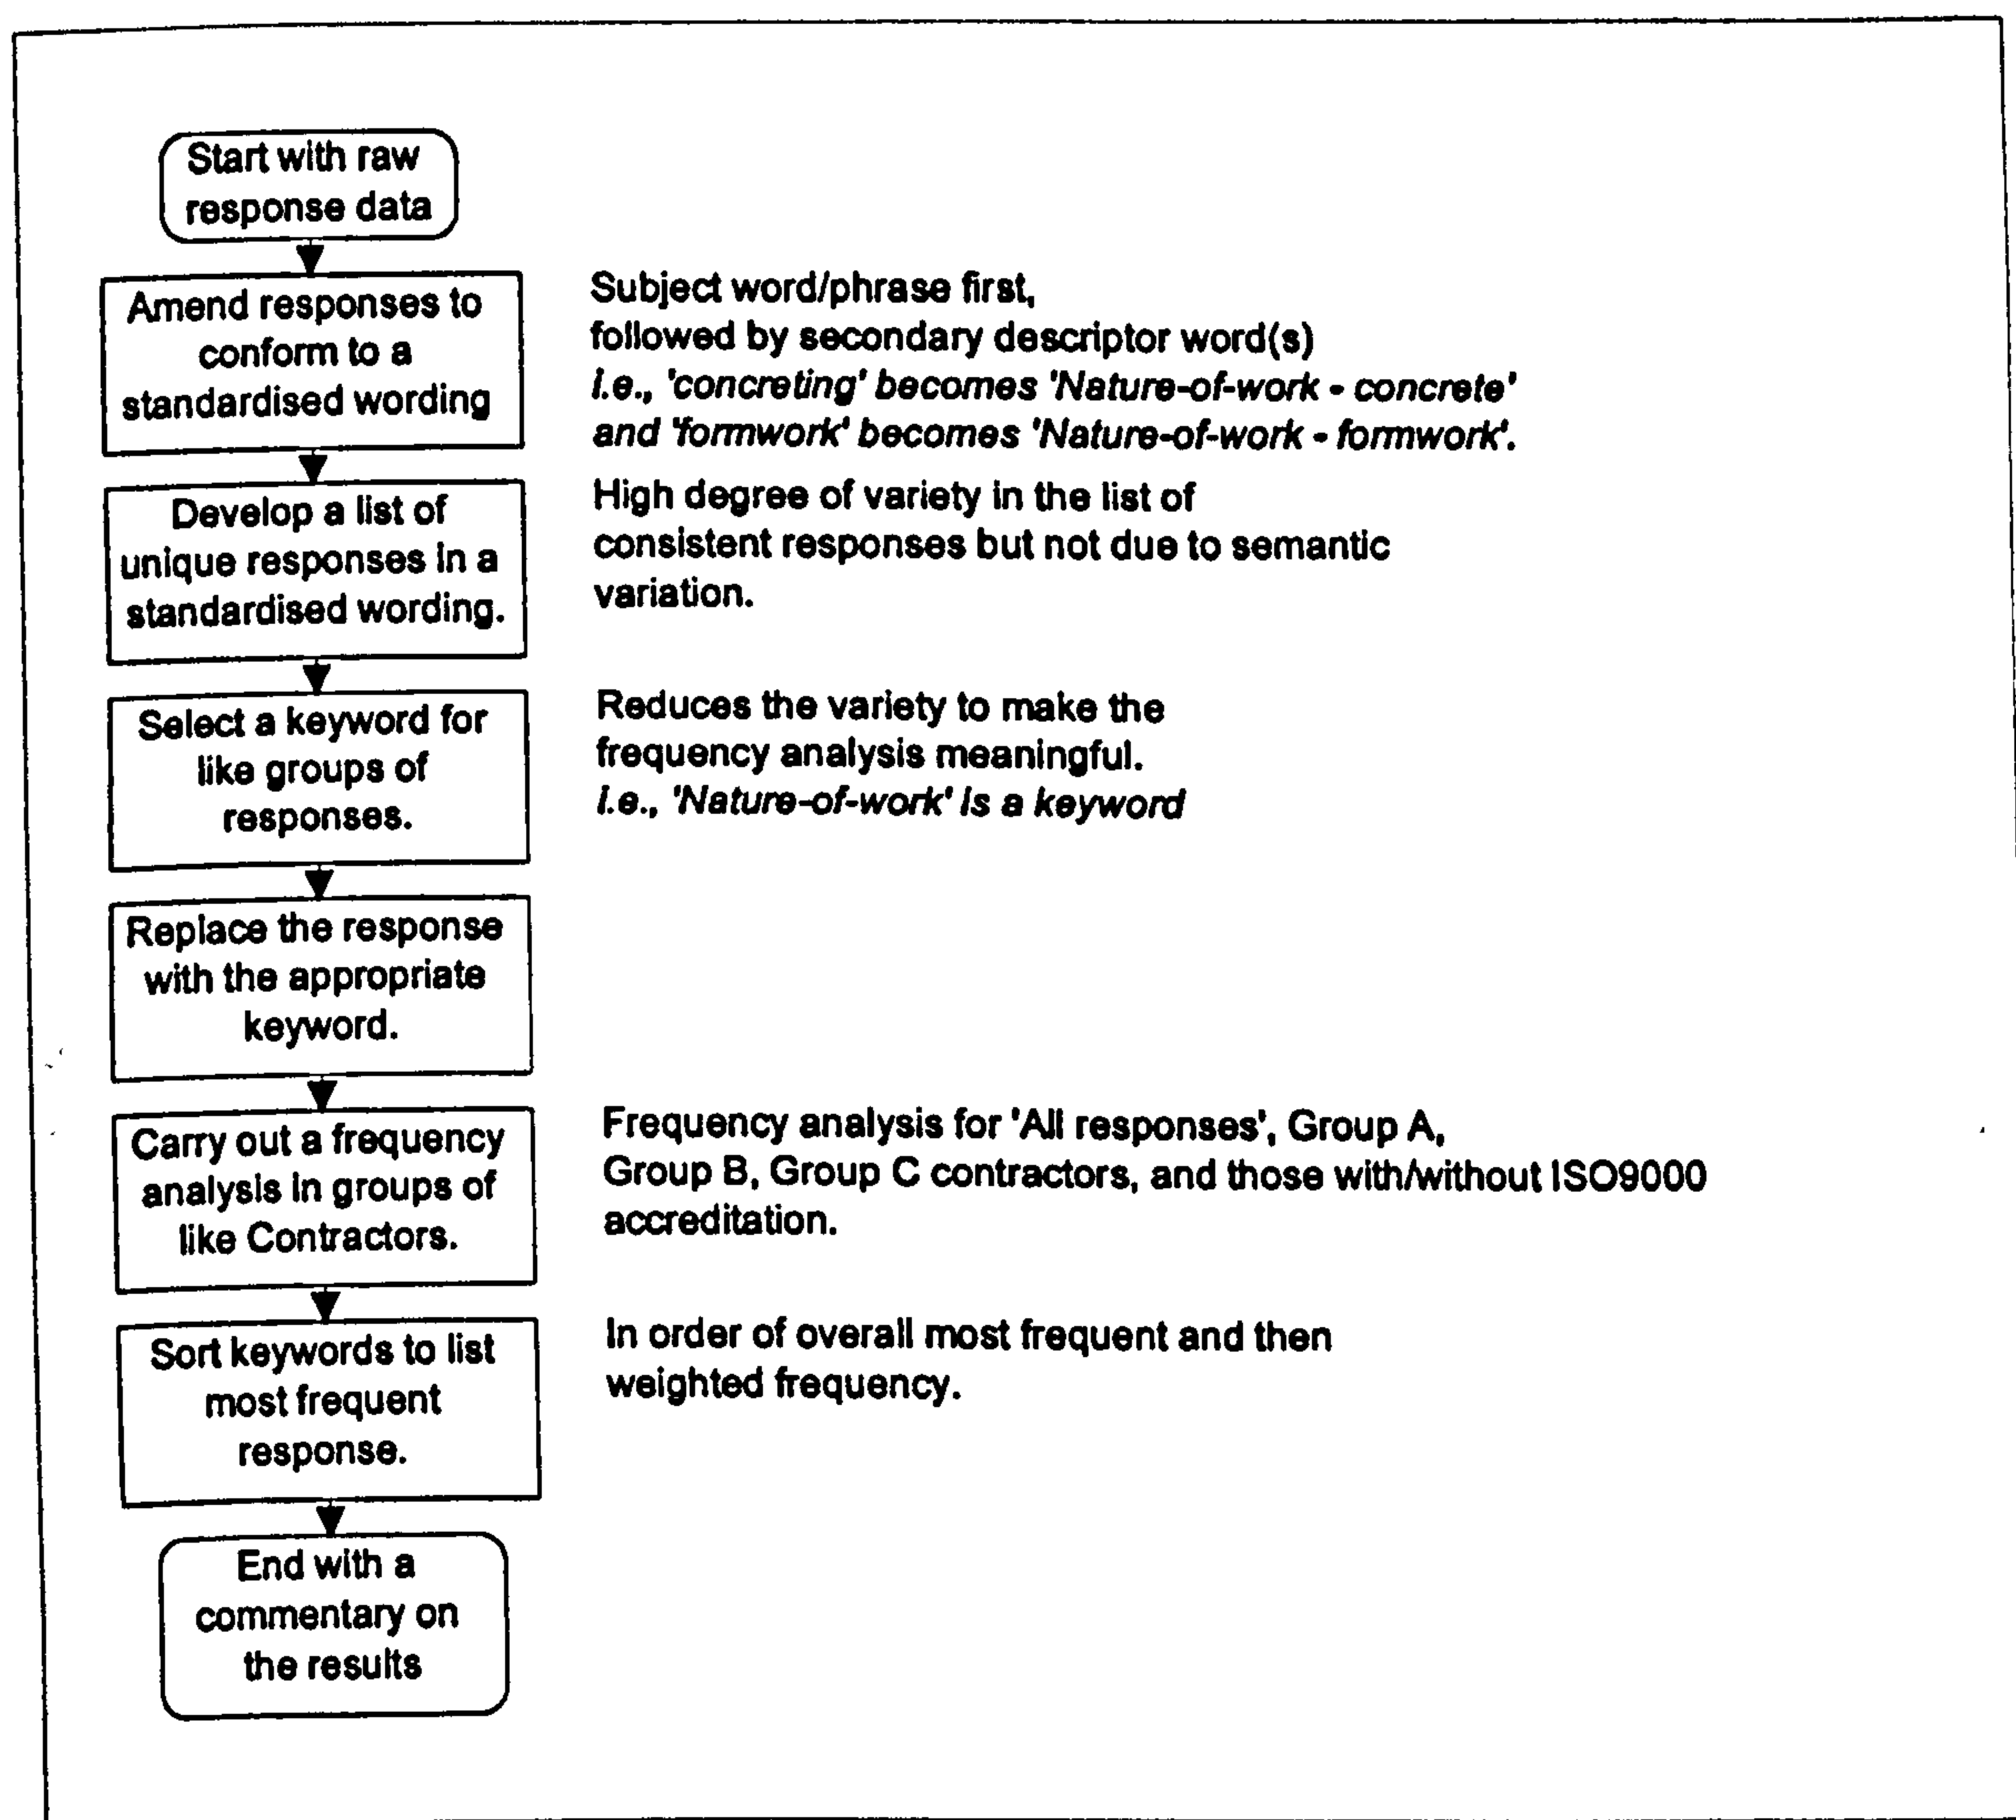 Start with raw
response data
Amend responses to
conform to a
standardised wording
Subject word/phrase first,
followed by secondary descriptor word(s)
i.e., 'concreting' becomes 'Nature-of-work - concrete'
and 'formwork' becomes 'Nature-of-work - formwork'.
Develop a list of
unique responses in a
standardised wording.
High degree of variety in the list of
consistent responses but not due to semantic
variation.
Select a keyword for
like groups of
responses.
Reduces the variety to make the
frequency analysis meaningful.
i.e., 'Nature-of-work' is a keyword
Replace the response
with the appropriate
keyword.
Carry out a frequency
analysis in groups of
like Contractors.
Frequency analysis for 'All responses', Group A,
Group B, Group C contractors, and those with/without ISO9000
accreditation.
Sort keywords to list
most frequent
response.
In order of overall most frequent and then
weighted frequency.
End with a
commentary on
the results